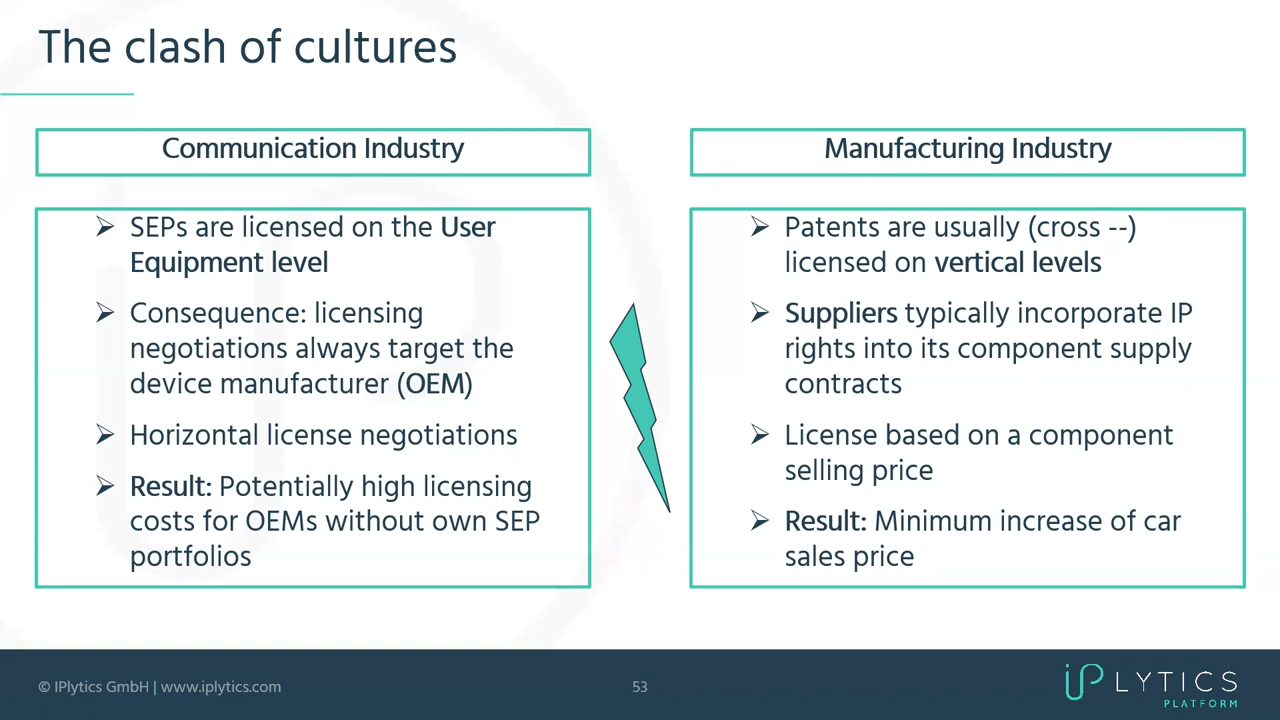 The clash of cultures
Communication Industry
SEPs are licensed on the User
Equipment level
Consequence: licensing
negotiations always target the
device manufacturer (OEM)
Horizontal license negotiations
Result: Potentially high licensing
costs for OEMs without own SEP
portfolios
Manufacturing Industry
Patents are usually (cross --)
licensed on vertical levels
Suppliers typically incorporate IP
rights into its component supply
contracts
License based on a component
selling price
Result: Minimum increase of car
sales price
© IPlytics GmbH | www.iplytics.com
53
iPLYTICS
PLATFORM